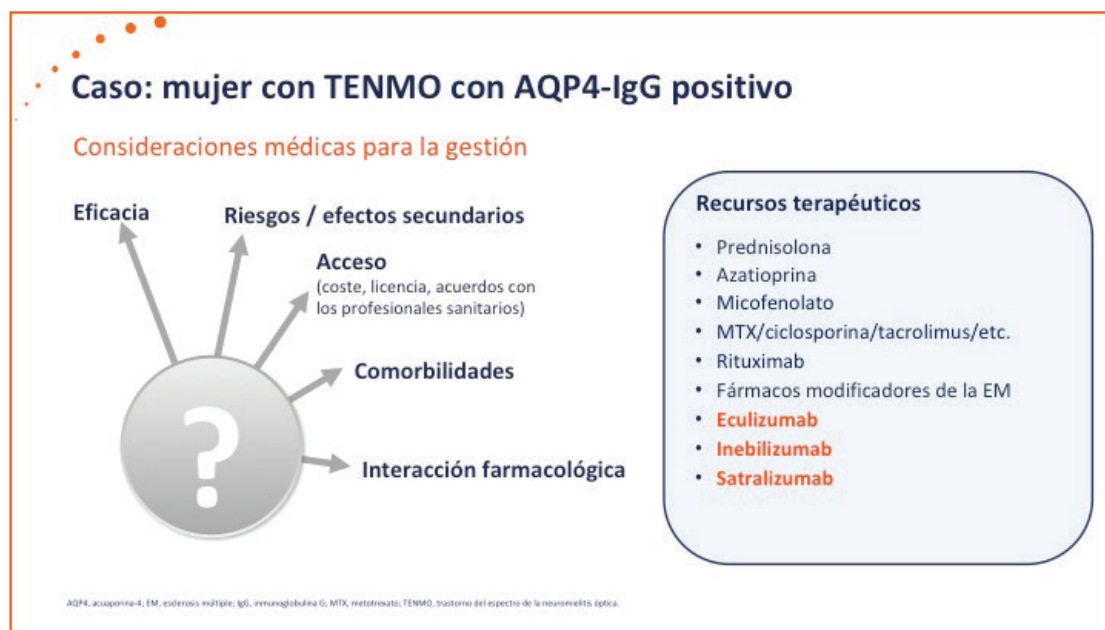 Caso: mujer con TENMO con AQP4-IgG positivo
Consideraciones médicas para la gestión
Eficacia
Riesgos / efectos secundarios
Acceso
(coste, licencia, acuerdos con
los profesionales sanitarios)
Comorbilidades
Interacción farmacológica
?
Recursos terapéuticos
• Prednisolona
• Azatioprina
• Micofenolato
• MTX/ciclosporina/tacrolimus/etc.
• Rituximab
• Fármacos modificadores de la EM
• Eculizumab
• Inebilizumab
• Satralizumab
AQP4, acuaporina-4; EM, esclerosis múltiple; IgG, inmunoglobulina G; MTX, metotrexato; TENMO, trastorno del espectro de la neuromielitis óptica.